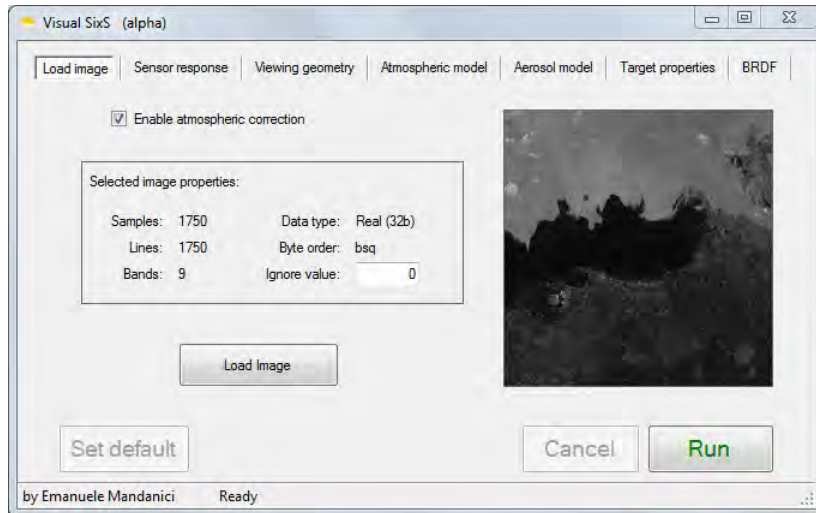 Visual SixS (alpha)
Load image Sensor response Viewing geometry Atmospheric model Aerosol model Target properties BRDF
Enable atmospheric correction
Selected image properties:
Samples: 1750 Data type: Real (32b)
Lines: 1750 Byte order: bsq
Bands: 9 Ignore value: 0
Load Image
Set default Cancel Run
by Emanuele Mandanici Ready